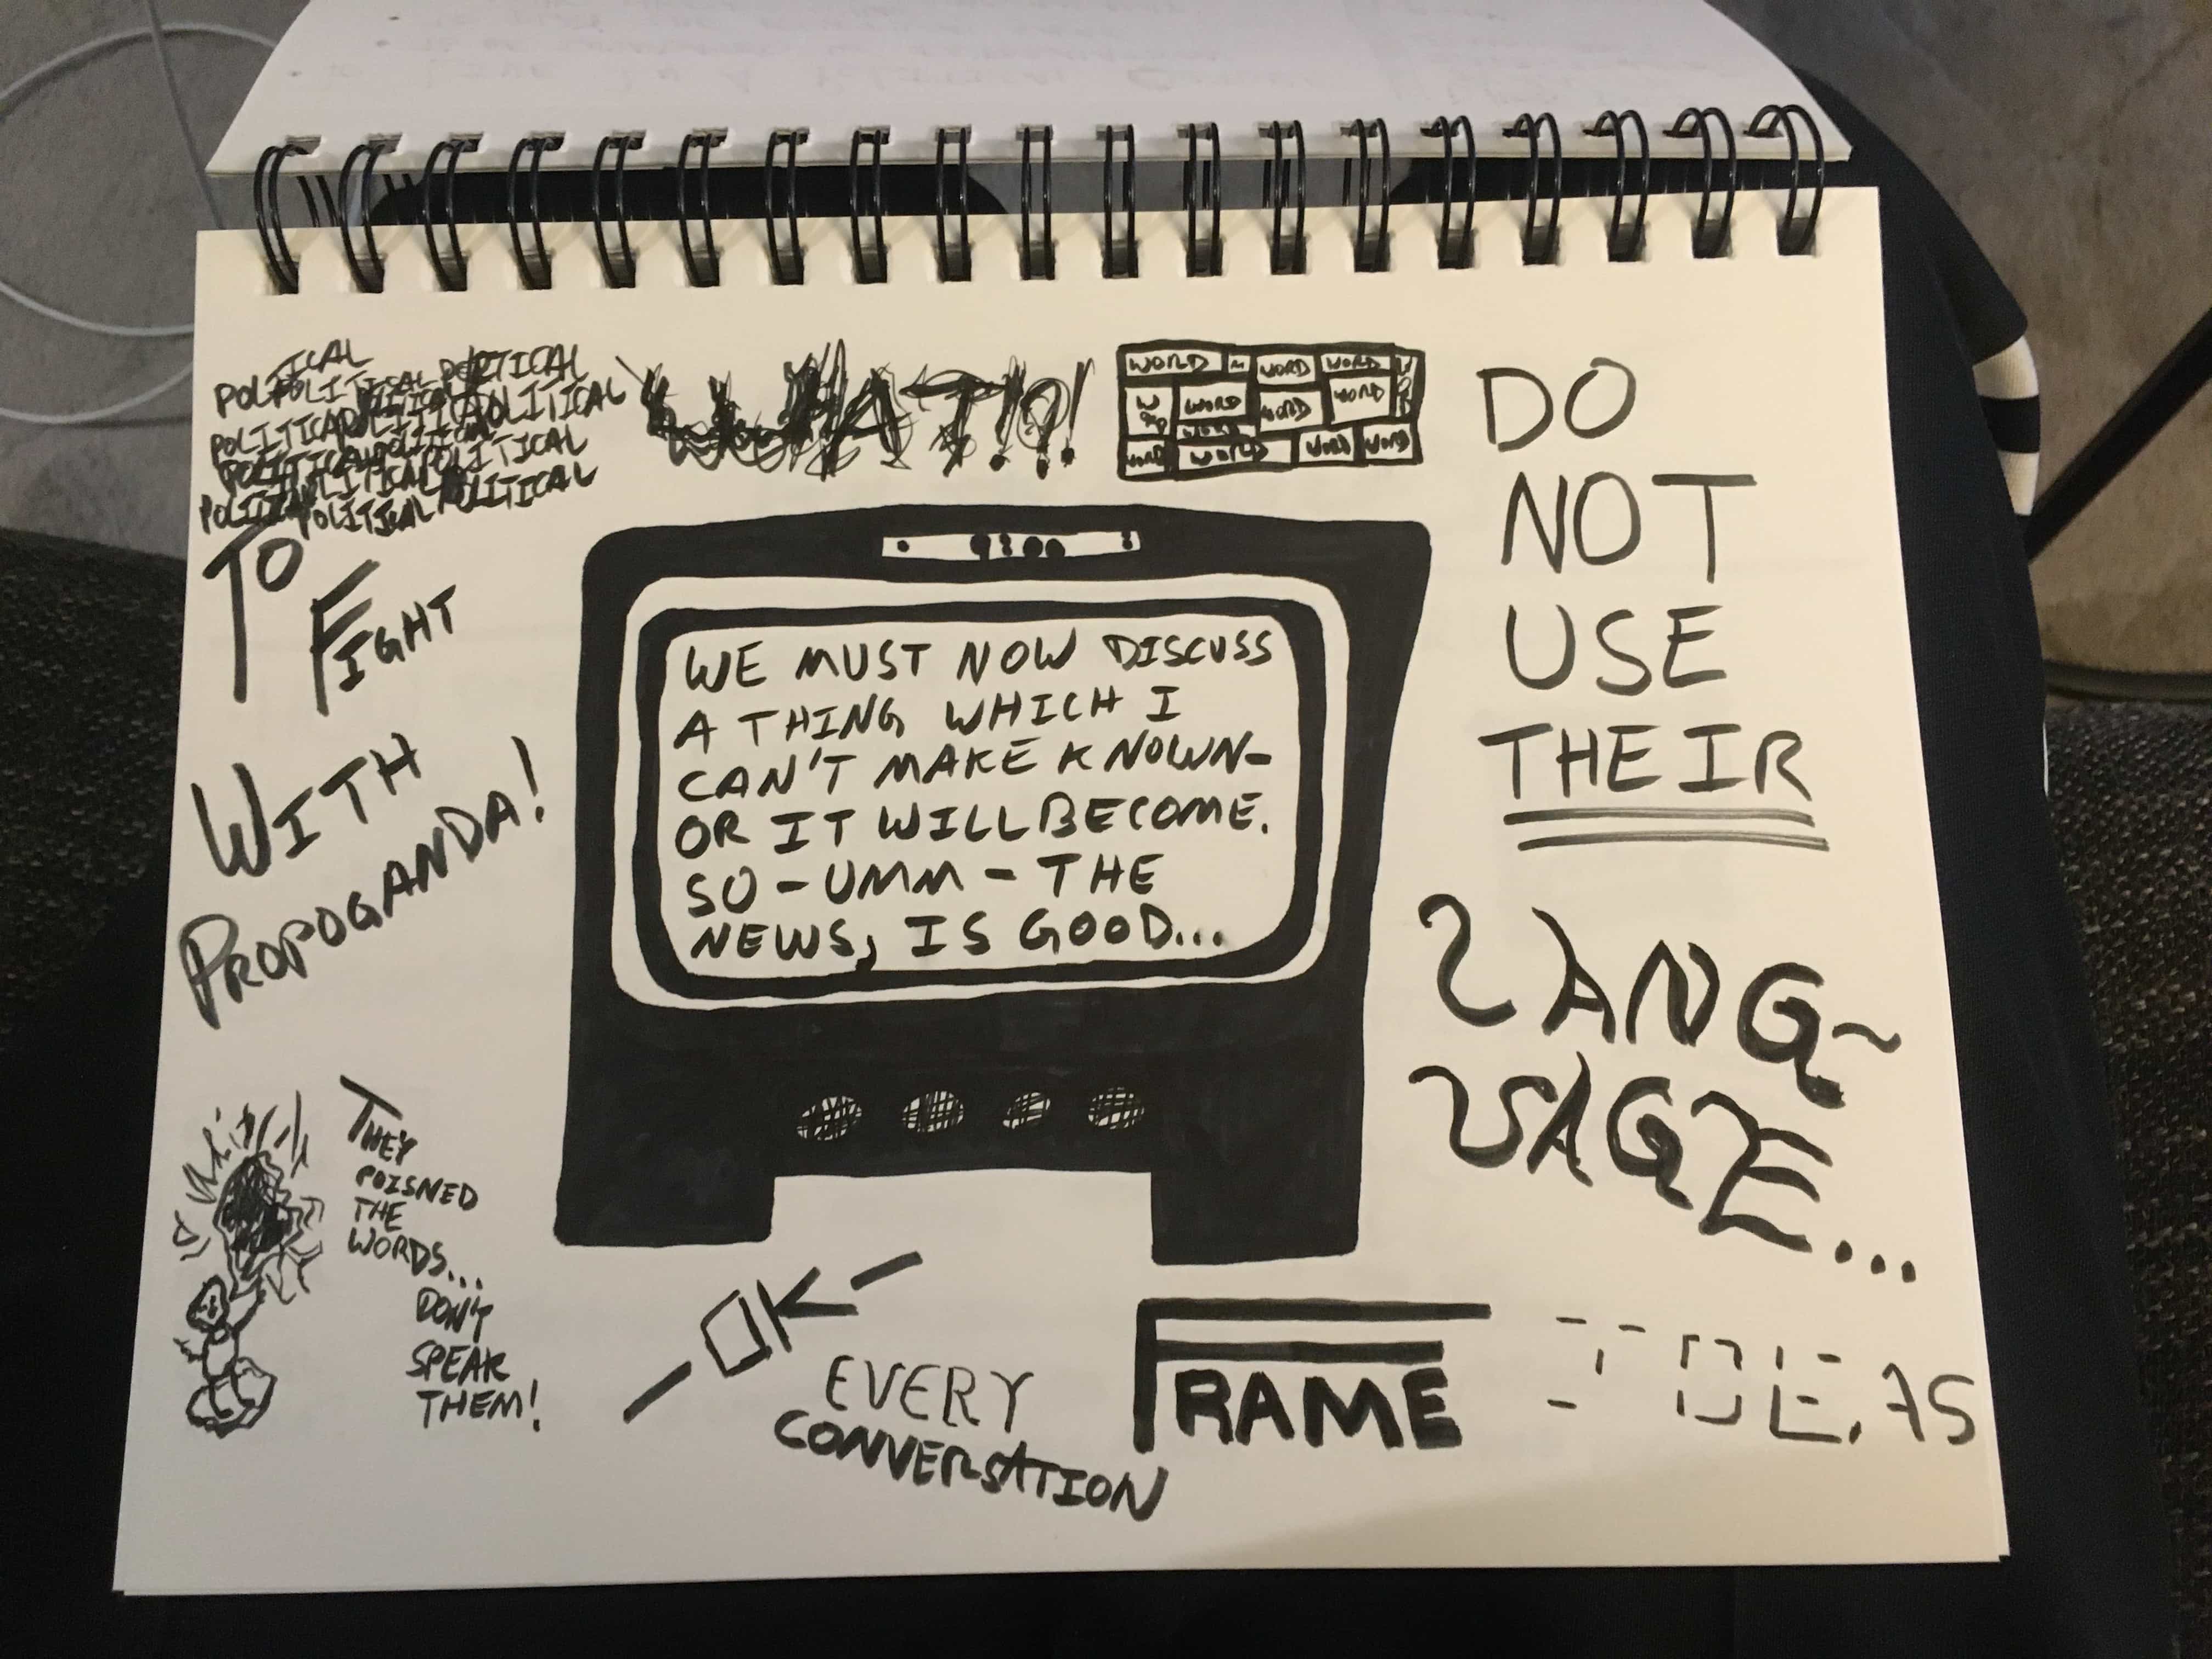 POLITICAL
POLITICAL POLITICAL
POLITICAL POLITICAL POLITICAL
POLITICAL POLITICAL POLITICAL
POLITICAL POLITICAL POLITICAL
POLITICAL POLITICAL
WHAT?!
WORD WORD WORD
WORD WORD WORD
WORD WORD
WORD WORD WORD WORD
TO
FIGHT
WITH
PROPOGANDA!
WE MUST NOW DISCUSS
A THING WHICH I
CAN'T MAKE KNOWN-
OR IT WILL BECOME.
SO - UMM - THE
NEWS, IS GOOD...
DO
NOT
USE
THEIR
LANG~
UAGE...
THEY
POISNED
THE
WORDS...
DON'T
SPEAK
THEM!
EVERY
CONVERSATION
FRAME IDEAS